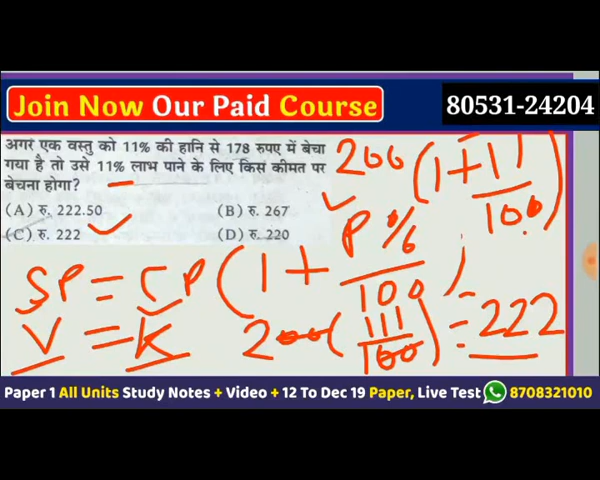 Join Now Our Paid Course
80531-24204
अगर एक वस्तु को 11% की हानि से 178 रुपए में बेचा
गया है तो उसे 11% लाभ पाने के लिए किस कीमत पर
बेचना होगा?
(A) रु. 222.50 (B) रु. 267
(C) रु. 222 (D) रु. 220
200 (1+11/100)
SP = CP (1 + P%/100)
V = K 200 (111/100) = 222
Paper 1 All Units Study Notes + Video + 12 To Dec 19 Paper, Live Test 8708321010